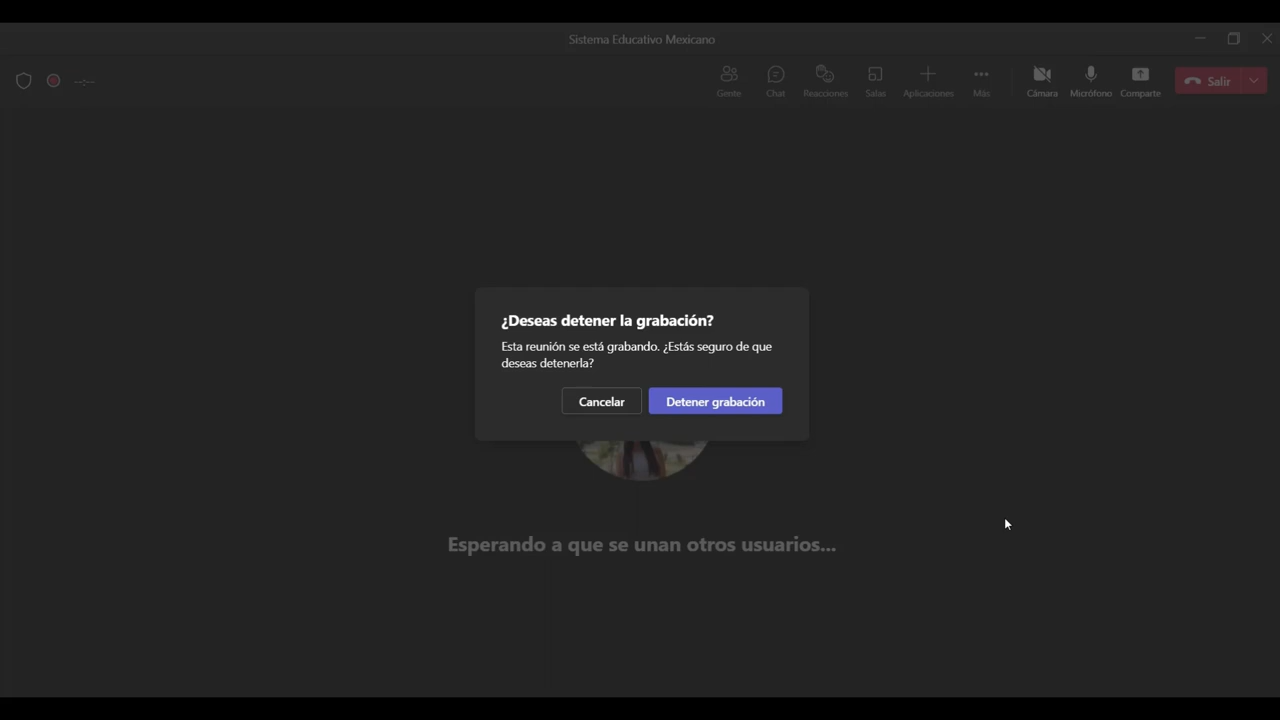 Sistema Educativo Mexicano
--:--
Gente Chat Reacciones Salas Aplicaciones Más Cámara Micrófono Comparte Salir
¿Deseas detener la grabación?
Esta reunión se está grabando. ¿Estás seguro de que
deseas detenerla?
Cancelar Detener grabación
Esperando a que se unan otros usuarios...